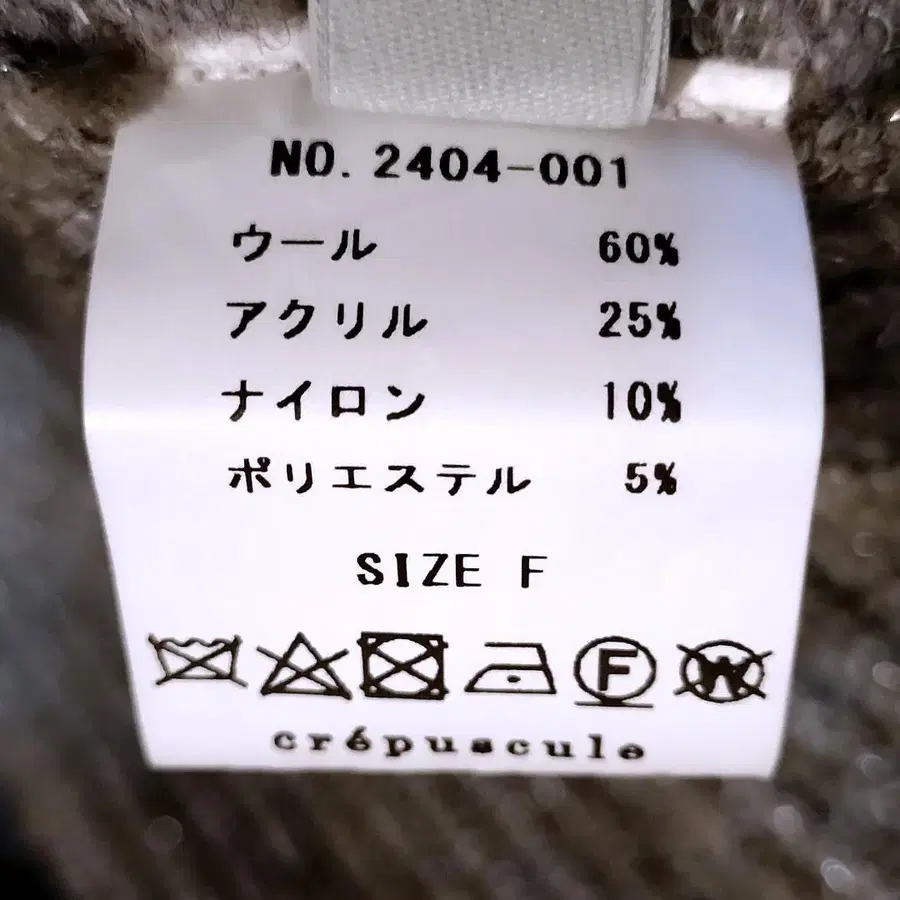 NO. 2404-001
ウール 60%
アクリル 25%
ナイロン 10%
ポリエステル 5%
SIZE F
F W
crépuscule